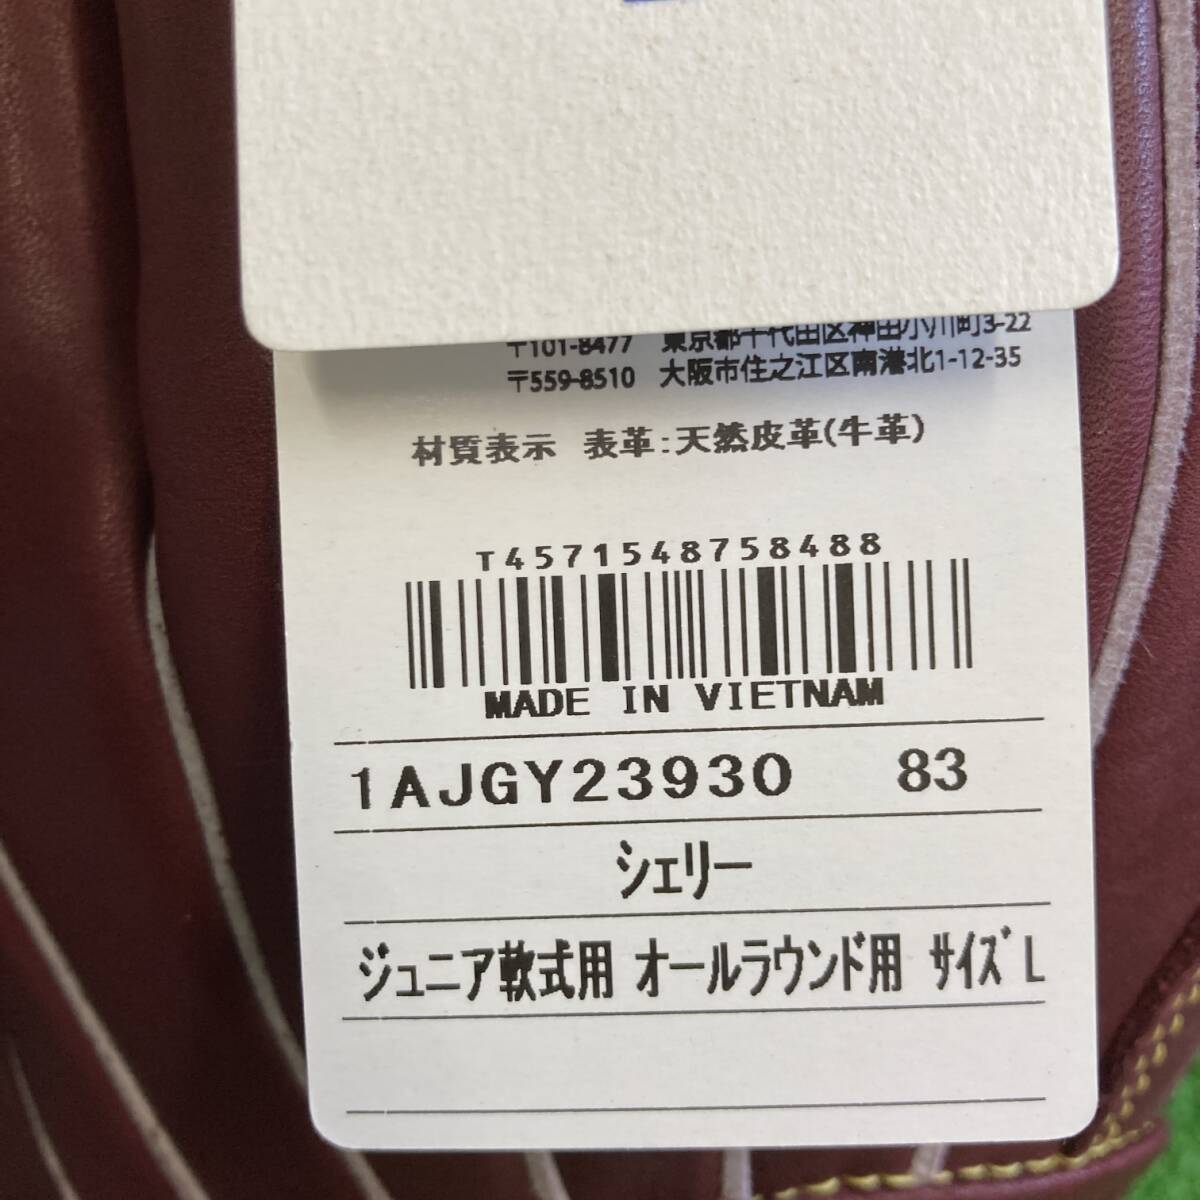 〒101-8477 東京都千代田区神田小川町3-22
〒559-8510 大阪市住之江区南港北1-12-35
材質表示 表革:天然皮革(牛革)
T4571548758488
MADE IN VIETNAM
1AJGY23930 83
シェリー
ジュニア軟式用 オールラウンド用 サイズL